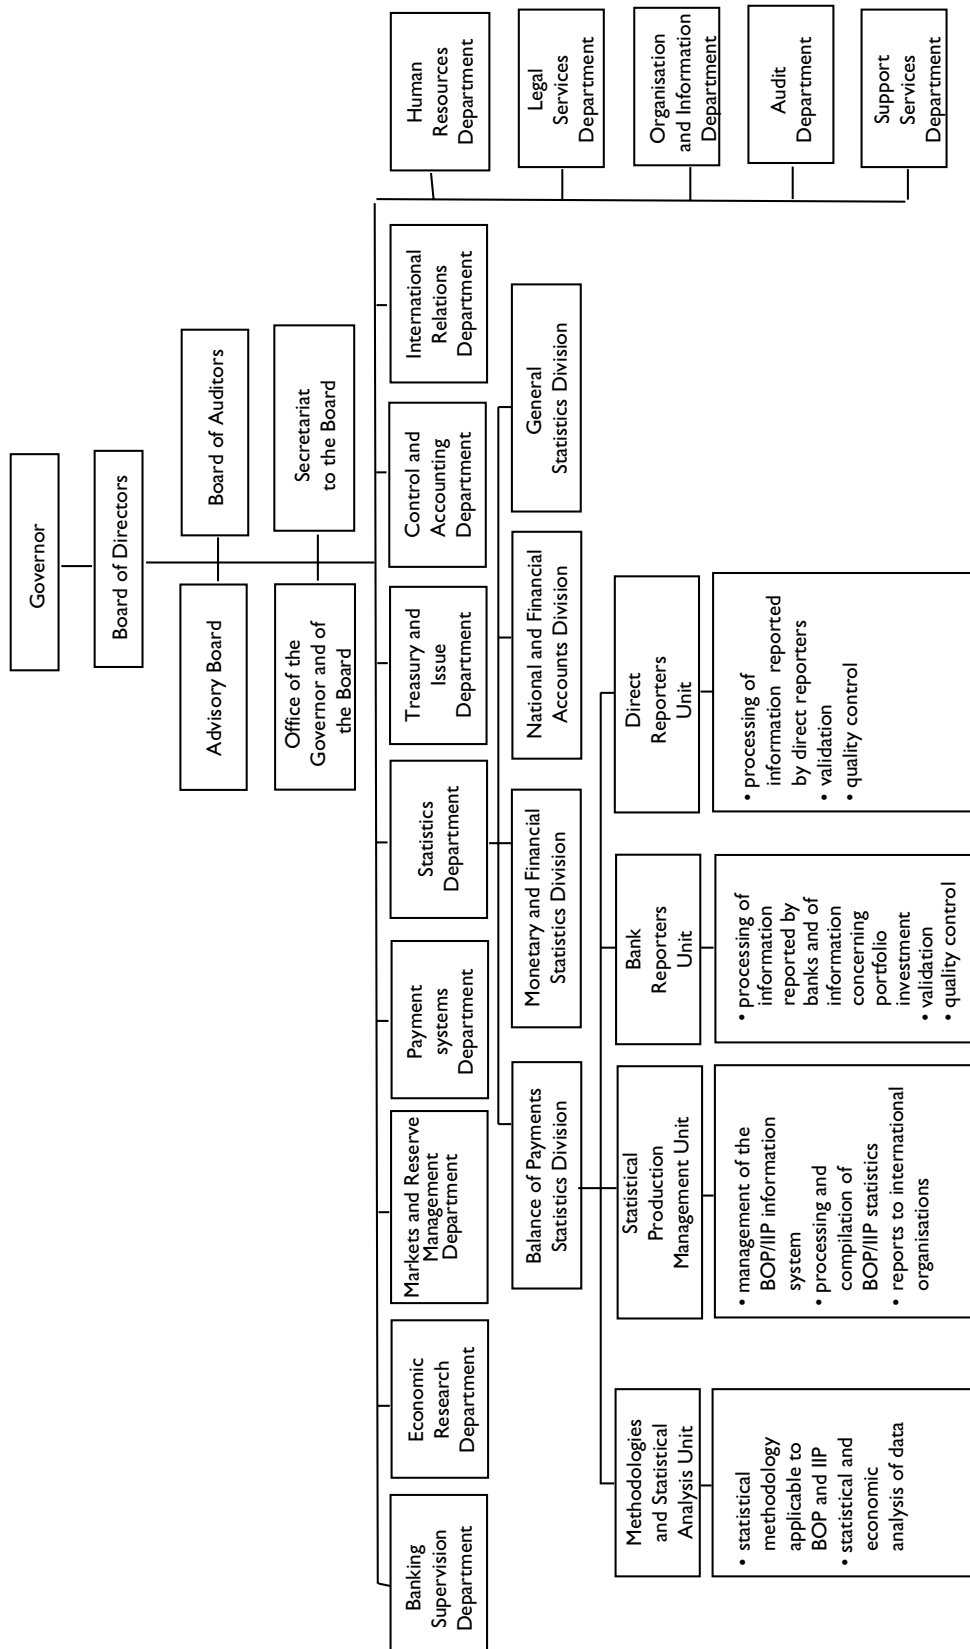 Governor
Board of Directors
Advisory Board
Board of Auditors
Office of the
Governor and of
the Board
Secretariat
to the Board
Banking
Supervision
Department
Economic
Research
Department
Markets and Reserve
Management
Department
Payment
systems
Department
Statistics
Department
Treasury and
Issue
Department
Control and
Accounting
Department
International
Relations
Department
Human
Resources
Department
Legal
Services
Department
Organisation
and Information
Department
Audit
Department
Support
Services
Department
Balance of Payments
Statistics Division
Monetary and Financial
Statistics Division
National and Financial
Accounts Division
General
Statistics Division
Methodologies
and Statistical
Analysis Unit
Statistical
Production
Management Unit
Bank
Reporters
Unit
Direct
Reporters
Unit
• statistical
methodology
applicable to
BOP and IIP
• statistical and
economic
analysis of data
• management of the
BOP/IIP information
system
• processing and
compilation of
BOP/IIP statistics
• reports to international
organisations
• processing of
information
reported by
banks and of
information
concerning
portfolio
investment
• validation
• quality control
• processing of
information reported
by direct reporters
• validation
• quality control